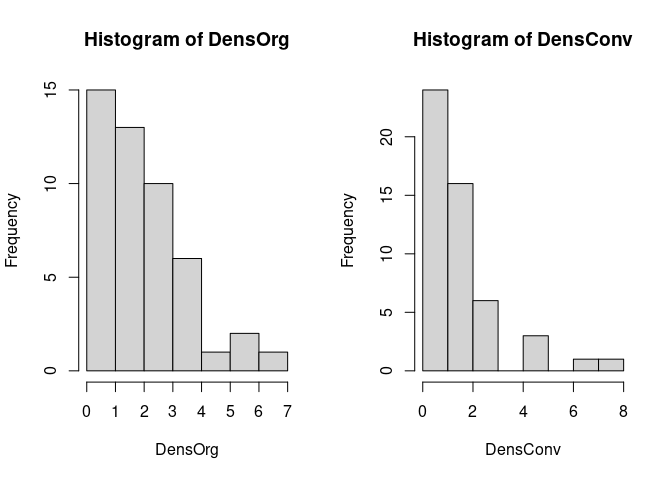 Histogram of DensOrg
Frequency
15
10
5
0
0 1 2 3 4 5 6 7
DensOrg
Histogram of DensConv
Frequency
20
15
10
5
0
0 2 4 6 8
DensConv